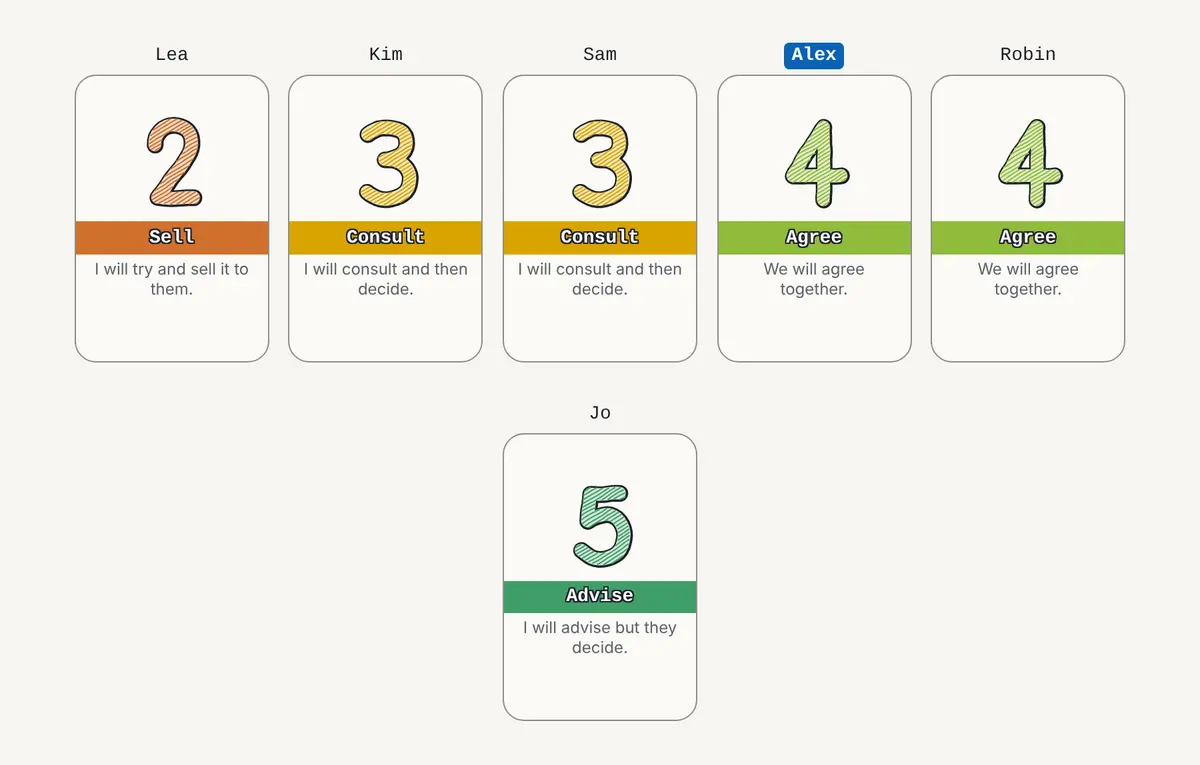 Lea
Kim
Sam
Alex
Robin
2
3
3
4
4
Sell
Consult
Consult
Agree
Agree
I will try and sell it to
them.
I will consult and then
decide.
I will consult and then
decide.
We will agree
together.
We will agree
together.
Jo
5
Advise
I will advise but they
decide.